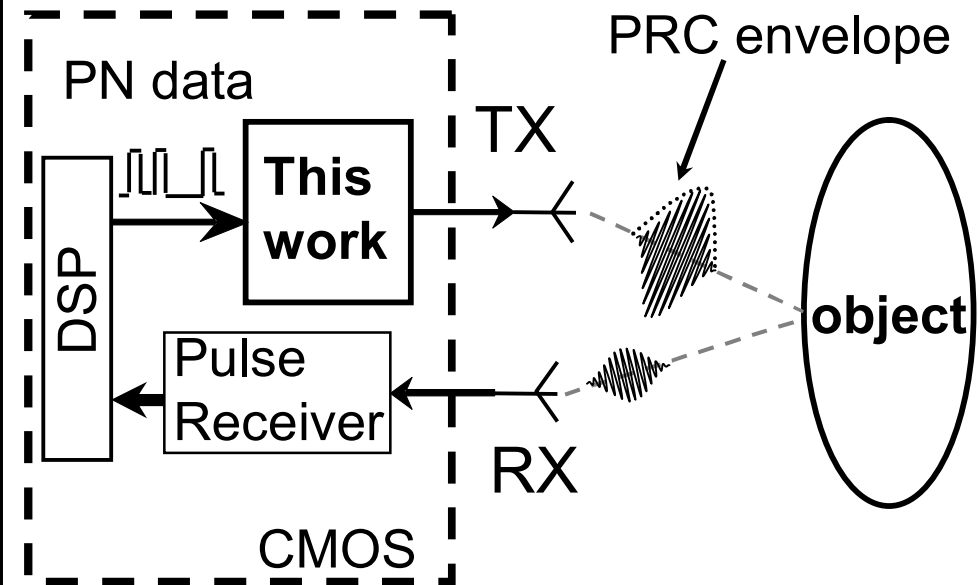 PRC envelope
PN data
TX
This
work
DSP
object
Pulse
Receiver
RX
CMOS